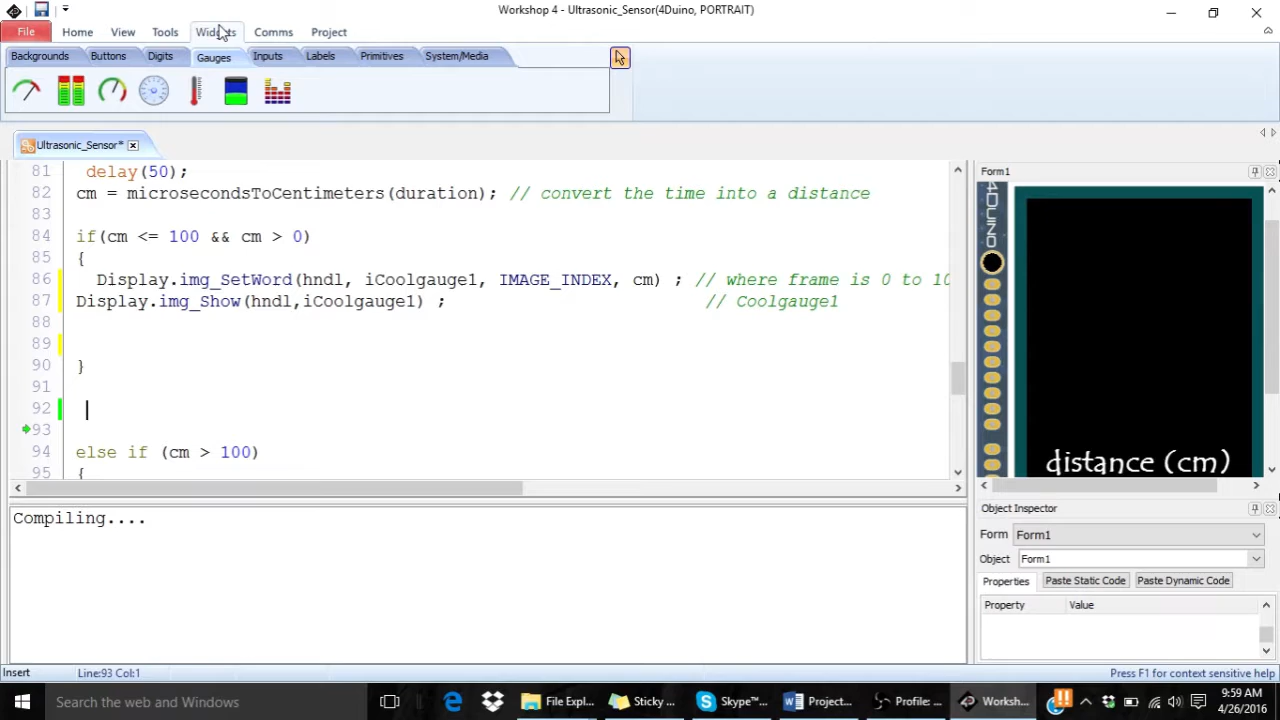 Workshop 4 - Ultrasonic_Sensor(4Duino, PORTRAIT)
File Home View Tools Widgets Comms Project
Backgrounds Buttons Digits Gauges Inputs Labels Primitives System/Media
Ultrasonic_Sensor*
81 delay(50);
82 cm = microsecondsToCentimeters(duration); // convert the time into a distance
83
84 if(cm <= 100 && cm > 0)
85 {
86 Display.img_SetWord(hndl, iCoolgauge1, IMAGE_INDEX, cm) ; // where frame is 0 to 10
87 Display.img_Show(hndl,iCoolgauge1) ; // Coolgauge1
88
89
90 }
91
92
93
94 else if (cm > 100)
95 {
Form1
4DUINO
distance (cm)
Compiling....
Object Inspector
Form Form1
Object Form1
Properties Paste Static Code Paste Dynamic Code
Property Value
Insert Line:93 Col:1 Press F1 for context sensitive help
Search the web and Windows
File Expl... Sticky ... Skype™... Project... Profile: ... Worksh...
9:59 AM
4/26/2016